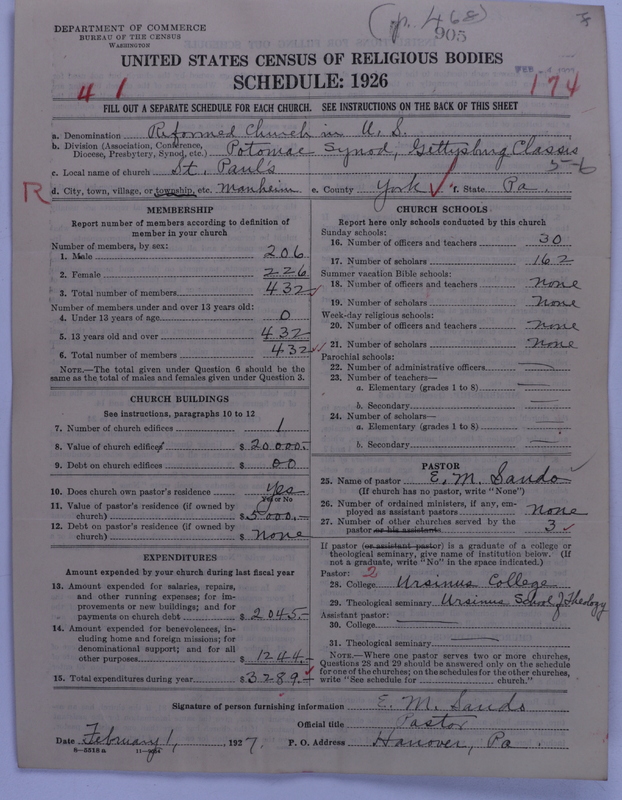 (p. 468)
DEPARTMENT OF COMMERCE
BUREAU OF THE CENSUS
WASHINGTON
905
UNITED STATES CENSUS OF RELIGIOUS BODIES
SCHEDULE: 1926
4 1
174
FILL OUT A SEPARATE SCHEDULE FOR EACH CHURCH. SEE INSTRUCTIONS ON THE BACK OF THIS SHEET
a. Denomination Reformed Church in U. S.
b. Division (Association, Conference, Diocese, Presbytery, Synod, etc.) Potomac Synod, Gettysburg Classis
5-6
c. Local name of church St. Paul's
R d. City, town, village, or township, etc. Manheim e. County York f. State Pa.
MEMBERSHIP
Report number of members according to definition of
member in your church
Number of members, by sex:
1. Male 206
2. Female 226
3. Total number of members 432
Number of members under and over 13 years old:
4. Under 13 years of age 0
5. 13 years old and over 432
6. Total number of members 432
NOTE.—The total given under Question 6 should be the
same as the total of males and females given under Question 3.
CHURCH BUILDINGS
See instructions, paragraphs 10 to 12
7. Number of church edifices 1
8. Value of church edifices $ 20000.-
9. Debt on church edifices $ 00
10. Does church own pastor's residence Yes
Yes or No
11. Value of pastor's residence (if owned by
church) $ 5000.-
12. Debt on pastor's residence (if owned by
church) $ None
EXPENDITURES
Amount expended by your church during last fiscal year
13. Amount expended for salaries, repairs,
and other running expenses; for im-
provements or new buildings; and for
payments on church debt $ 2045.-
14. Amount expended for benevolences, in-
cluding home and foreign missions; for
denominational support; and for all
other purposes $ 1244.-
15. Total expenditures during year $ 3289.-
CHURCH SCHOOLS
Report here only schools conducted by this church
Sunday schools:
16. Number of officers and teachers 30
17. Number of scholars 162
Summer vacation Bible schools:
18. Number of officers and teachers None
19. Number of scholars None
Week-day religious schools:
20. Number of officers and teachers None
21. Number of scholars None
Parochial schools:
22. Number of administrative officers
23. Number of teachers—
a. Elementary (grades 1 to 8)
b. Secondary
24. Number of scholars—
a. Elementary (grades 1 to 8)
b. Secondary
PASTOR
25. Name of pastor E. M. Sando
(If church has no pastor, write "None")
26. Number of ordained ministers, if any, em-
ployed as assistant pastors None
27. Number of other churches served by the
pastor or his assistants 3
If pastor (or assistant pastor) is a graduate of a college or
theological seminary, give name of institution below. (If
not a graduate, write "No" in the space indicated.)
Pastor: 2
28. College Ursinus College
29. Theological seminary Ursinus School of Theology
Assistant pastor:
30. College
31. Theological seminary
NOTE.—Where one pastor serves two or more churches,
Questions 28 and 29 should be answered only on the schedule
for one of the churches; on the schedules for the other churches,
write "See schedule for church."
Signature of person furnishing information E. M. Sando
Official title Pastor
Date February 1, 1927. P. O. Address Hanover, Pa.
8-5518 a